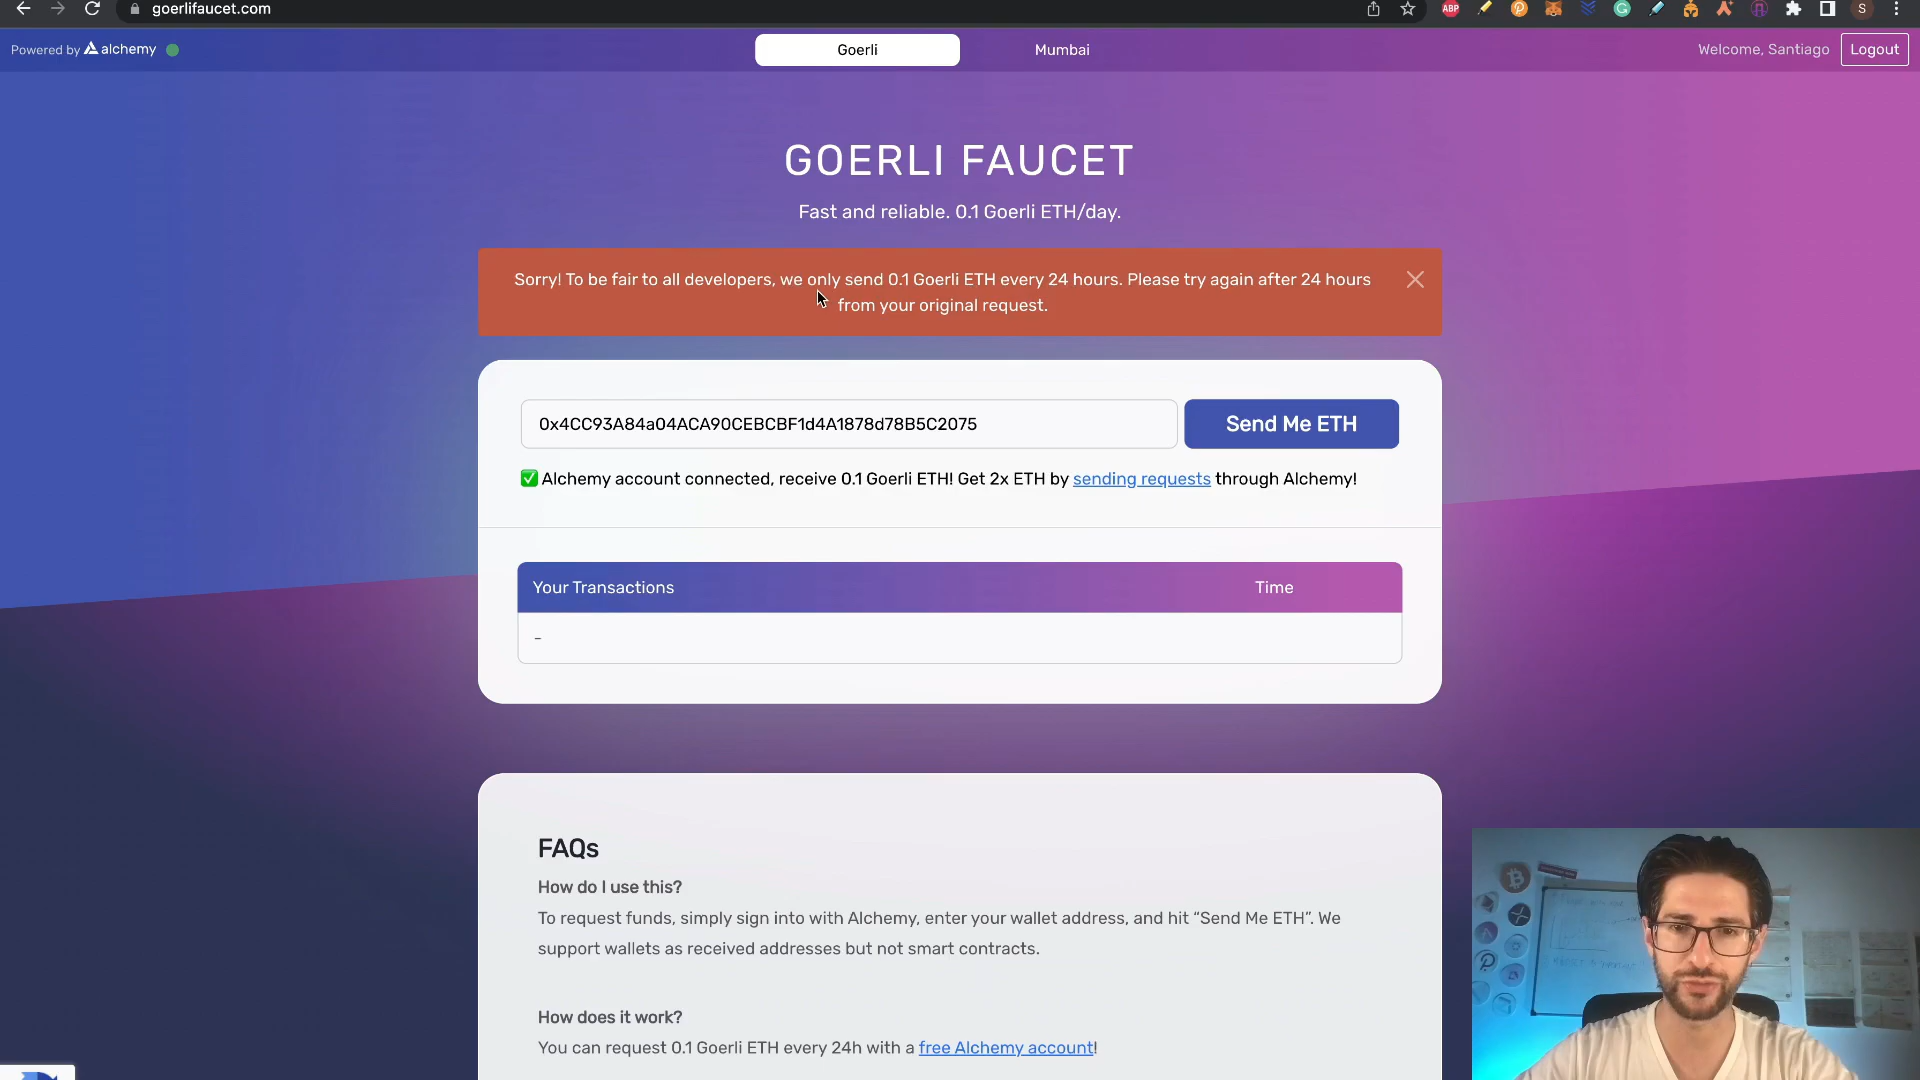 goerlifaucet.com
ABP
S
Powered by alchemy
Goerli
Mumbai
Welcome, Santiago
Logout
GOERLI FAUCET
Fast and reliable. 0.1 Goerli ETH/day.
Sorry! To be fair to all developers, we only send 0.1 Goerli ETH every 24 hours. Please try again after 24 hours
from your original request.
0x4CC93A84a04ACA90CEBCBF1d4A1878d78B5C2075
Send Me ETH
✅ Alchemy account connected, receive 0.1 Goerli ETH! Get 2x ETH by sending requests through Alchemy!
Your Transactions
Time
-
FAQs
How do I use this?
To request funds, simply sign into with Alchemy, enter your wallet address, and hit “Send Me ETH”. We
support wallets as received addresses but not smart contracts.
How does it work?
You can request 0.1 Goerli ETH every 24h with a free Alchemy account!